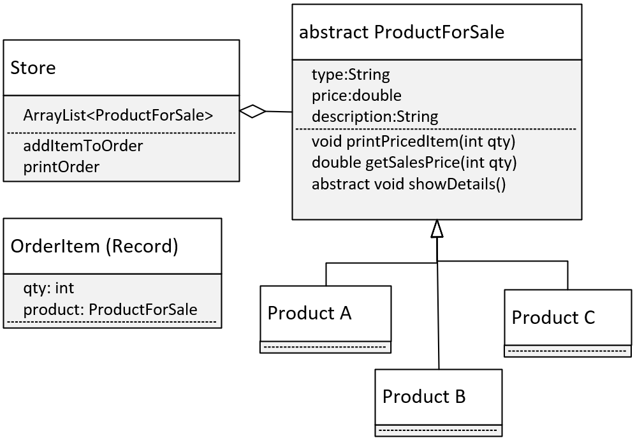 Store
ArrayList<ProductForSale>
addItemToOrder
printOrder
abstract ProductForSale
type:String
price:double
description:String
void printPricedItem(int qty)
double getSalesPrice(int qty)
abstract void showDetails()
OrderItem (Record)
qty: int
product: ProductForSale
Product A
Product B
Product C